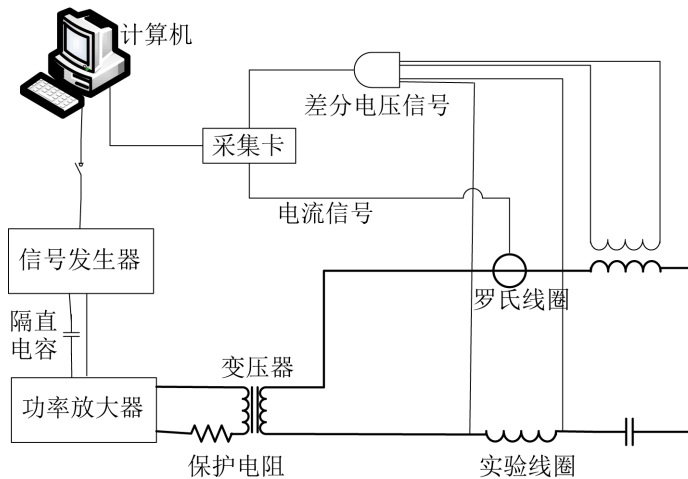 计算机
差分电压信号
采集卡
电流信号
信号发生器
罗氏线圈
隔直
电容
变压器
功率放大器
保护电阻
实验线圈